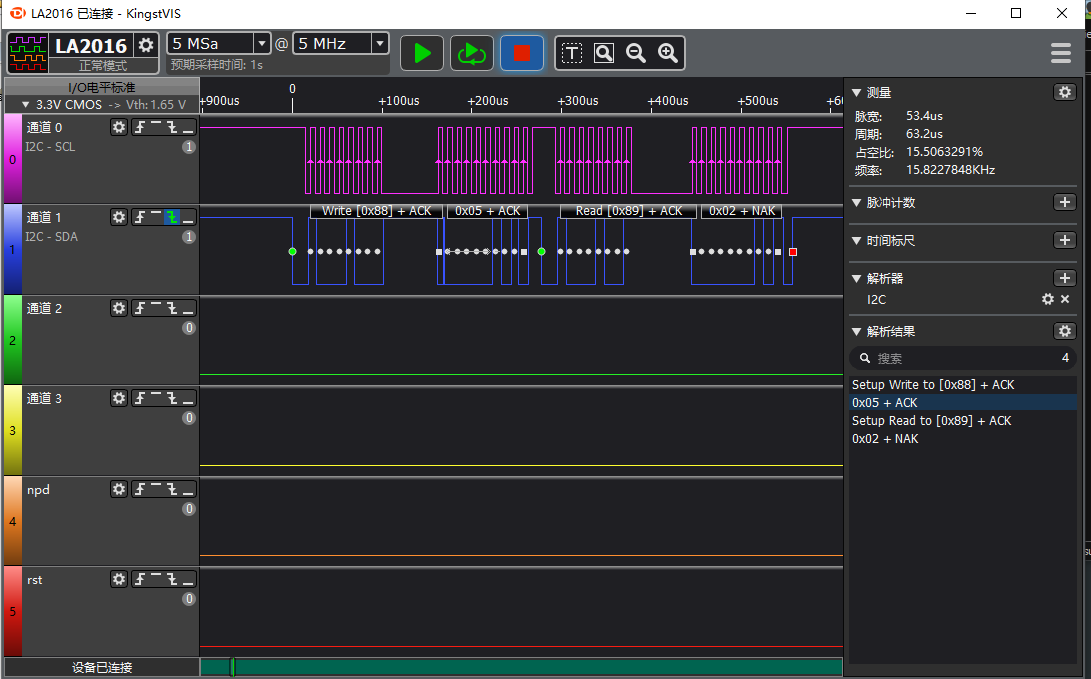 LA2016 已连接 - KingstVIS
LA2016
正常模式
5 MSa @ 5 MHz
预期采样时间: 1s
I/O电平标准
3.3V CMOS -> Vth: 1.65 V
+900us 0 +100us +200us +300us +400us +500us +60
0 通道 0
I2C - SCL 1
1 通道 1
I2C - SDA 1
Write [0x88] + ACK 0x05 + ACK Read [0x89] + ACK 0x02 + NAK
2 通道 2
0
3 通道 3
0
4 npd
0
5 rst
0
设备已连接
测量
脉宽: 53.4us
周期: 63.2us
占空比: 15.5063291%
频率: 15.8227848KHz
脉冲计数
时间标尺
解析器
I2C
解析结果
搜索 4
Setup Write to [0x88] + ACK
0x05 + ACK
Setup Read to [0x89] + ACK
0x02 + NAK